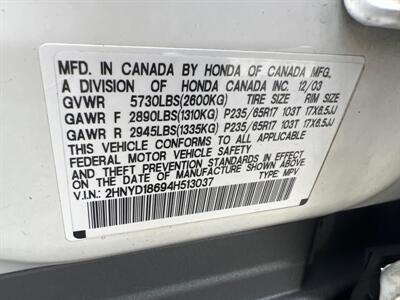 MFD. IN CANADA BY HONDA OF CANADA MFG.
A DIVISION OF HONDA CANADA INC. 12/03
GVWR 5730LBS(2600KG) TIRE SIZE RIM SIZE
GAWR F 2890LBS(1310KG) P235/65R17 103T 17X6.5JJ
GAWR R 2945LBS(1335KG) P235/65R17 103T 17X6.5JJ
THIS VEHICLE CONFORMS TO ALL APPLICABLE
FEDERAL MOTOR VEHICLE SAFETY
AND THEFT PREVENTION STANDARDS IN EFFECT
ON THE DATE OF MANUFACTURE SHOWN ABOVE.
V.I.N.: 2HNYD18694H513037 TYPE: MPV